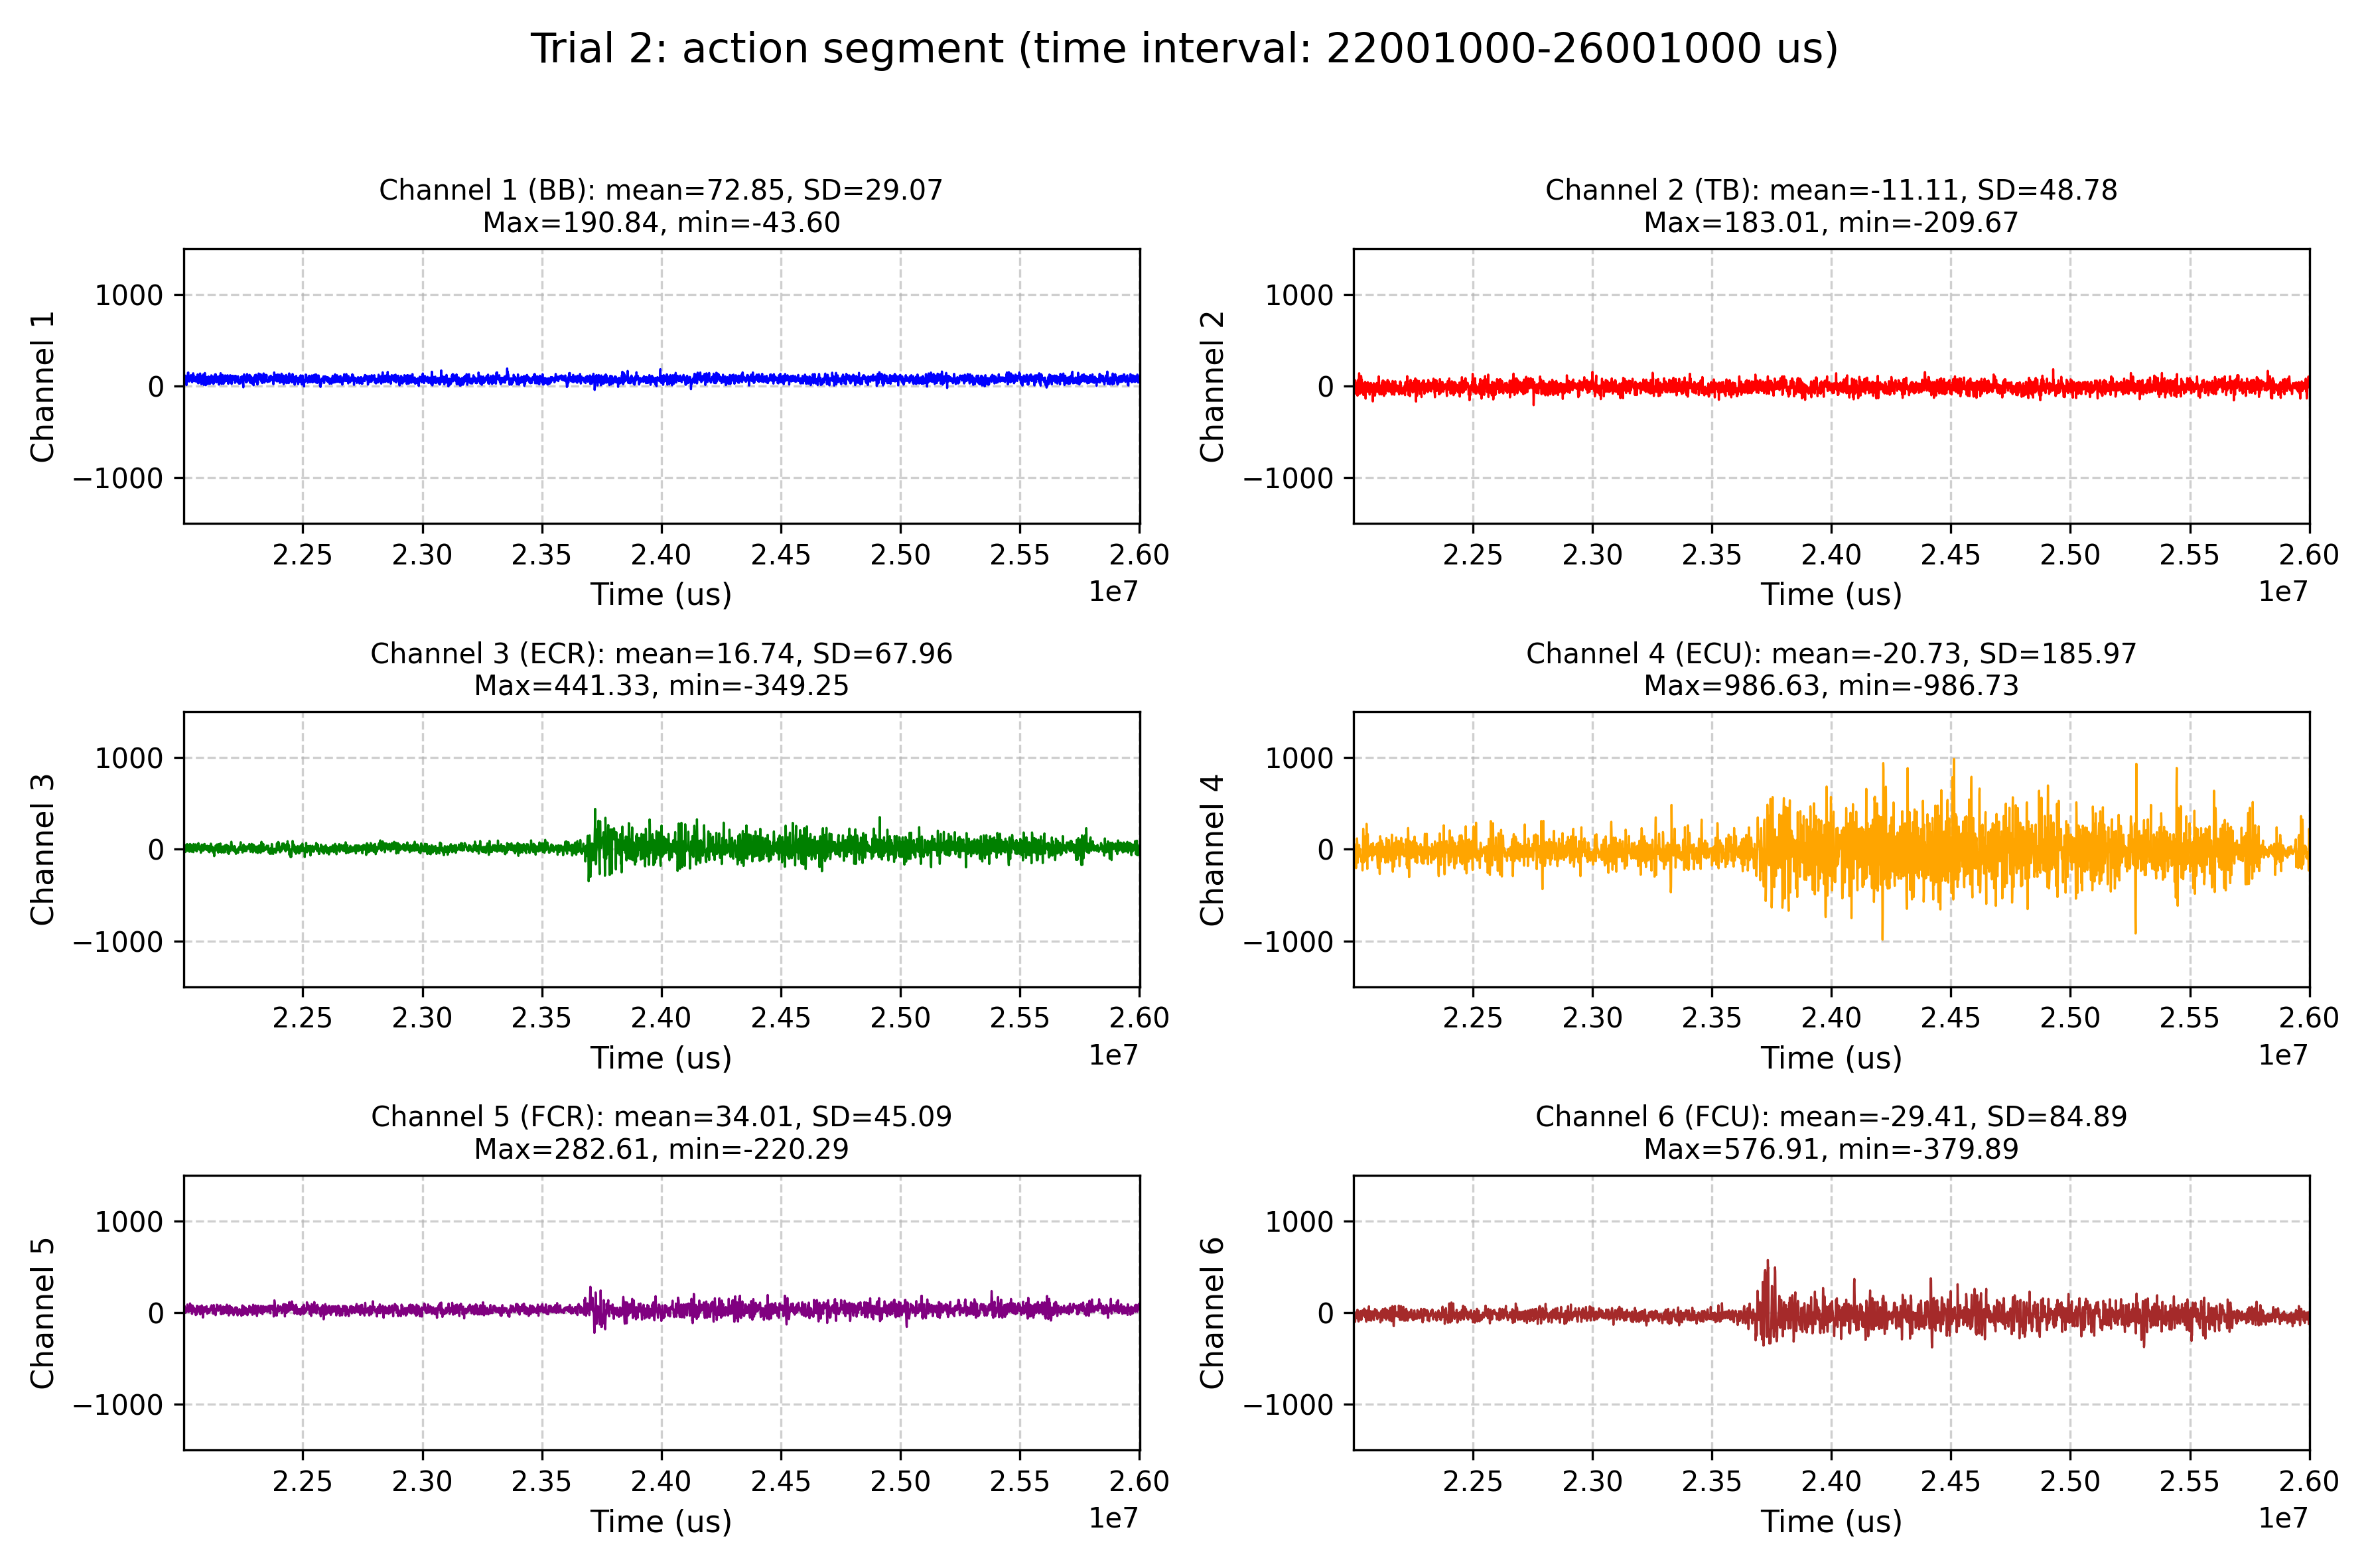 Trial 2: action segment (time interval: 22001000-26001000 us)
Channel 1 (BB): mean=72.85, SD=29.07
Max=190.84, min=-43.60
Channel 1
1000
0
−1000
2.25 2.30 2.35 2.40 2.45 2.50 2.55 2.60
Time (us)
1e7
Channel 2 (TB): mean=-11.11, SD=48.78
Max=183.01, min=-209.67
Channel 2
1000
0
−1000
2.25 2.30 2.35 2.40 2.45 2.50 2.55 2.60
Time (us)
1e7
Channel 3 (ECR): mean=16.74, SD=67.96
Max=441.33, min=-349.25
Channel 3
1000
0
−1000
2.25 2.30 2.35 2.40 2.45 2.50 2.55 2.60
Time (us)
1e7
Channel 4 (ECU): mean=-20.73, SD=185.97
Max=986.63, min=-986.73
Channel 4
1000
0
−1000
2.25 2.30 2.35 2.40 2.45 2.50 2.55 2.60
Time (us)
1e7
Channel 5 (FCR): mean=34.01, SD=45.09
Max=282.61, min=-220.29
Channel 5
1000
0
−1000
2.25 2.30 2.35 2.40 2.45 2.50 2.55 2.60
Time (us)
1e7
Channel 6 (FCU): mean=-29.41, SD=84.89
Max=576.91, min=-379.89
Channel 6
1000
0
−1000
2.25 2.30 2.35 2.40 2.45 2.50 2.55 2.60
Time (us)
1e7